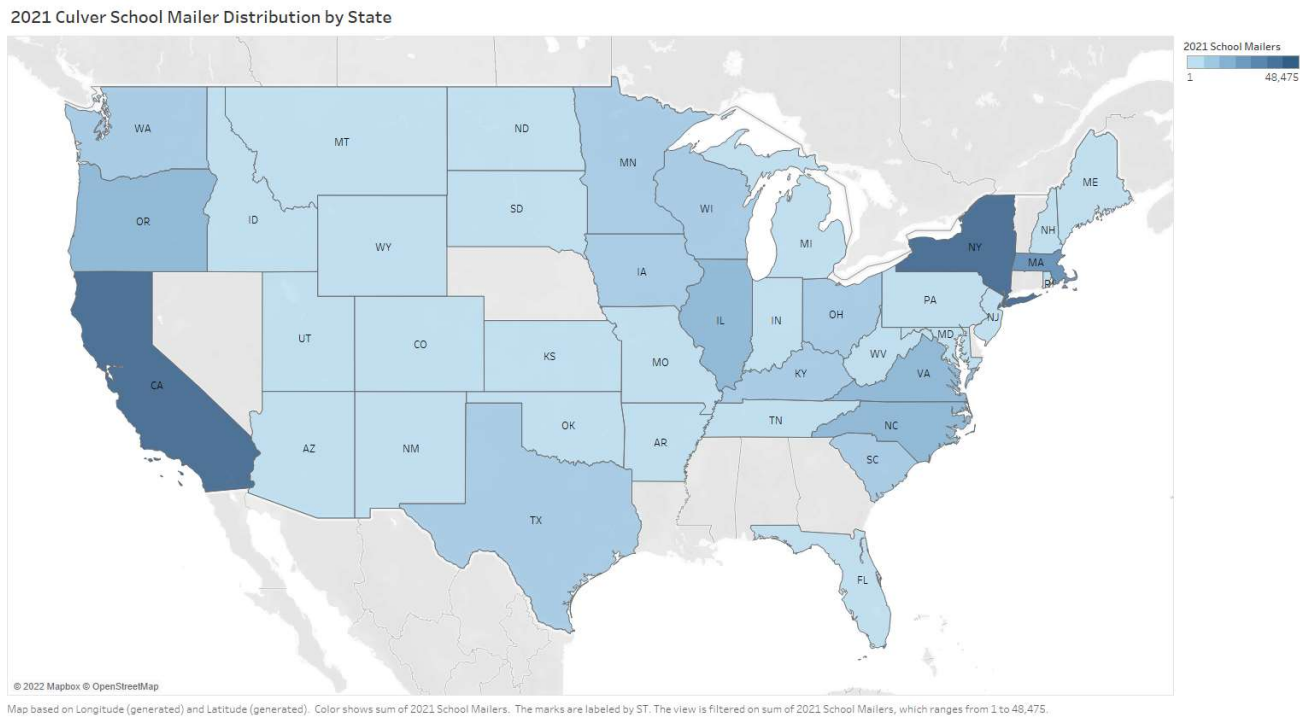 2021 Culver School Mailer Distribution by State
2021 School Mailers
1 48,475
WA
MT
ND
MN
ME
OR
ID
SD
WI
NH
WY
MI
NY
MA
IA
RI
PA
NJ
UT
CO
IL
IN
OH
MD
KS
MO
WV
CA
KY
VA
AZ
NM
OK
AR
TN
NC
SC
TX
FL
© 2022 Mapbox © OpenStreetMap
Map based on Longitude (generated) and Latitude (generated). Color shows sum of 2021 School Mailers. The marks are labeled by ST. The view is filtered on sum of 2021 School Mailers, which ranges from 1 to 48,475.